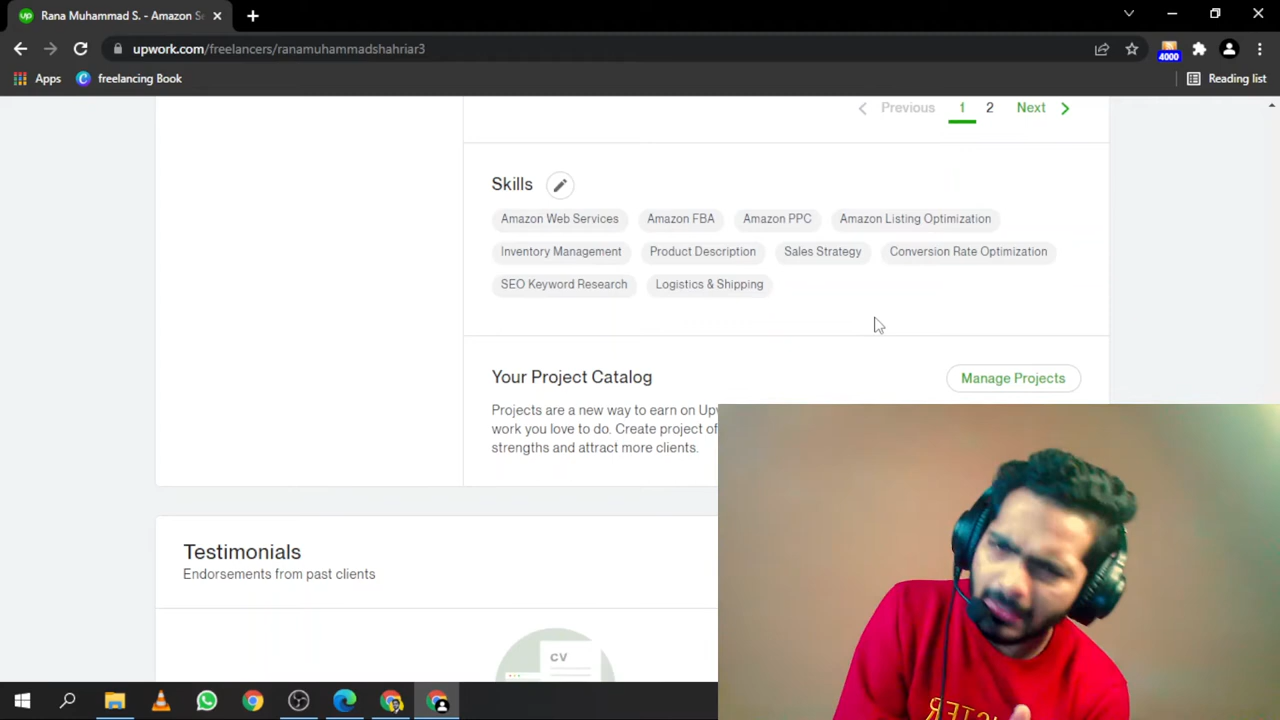 Rana Muhammad S. - Amazon Se
upwork.com/freelancers/ranamuhammadshahriar3
4000
Apps
freelancing Book
Reading list
Previous 1 2 Next
Skills
Amazon Web Services Amazon FBA Amazon PPC Amazon Listing Optimization
Inventory Management Product Description Sales Strategy Conversion Rate Optimization
SEO Keyword Research Logistics & Shipping
Your Project Catalog
Manage Projects
Projects are a new way to earn on Upw
work you love to do. Create project of
strengths and attract more clients.
Testimonials
Endorsements from past clients
CV